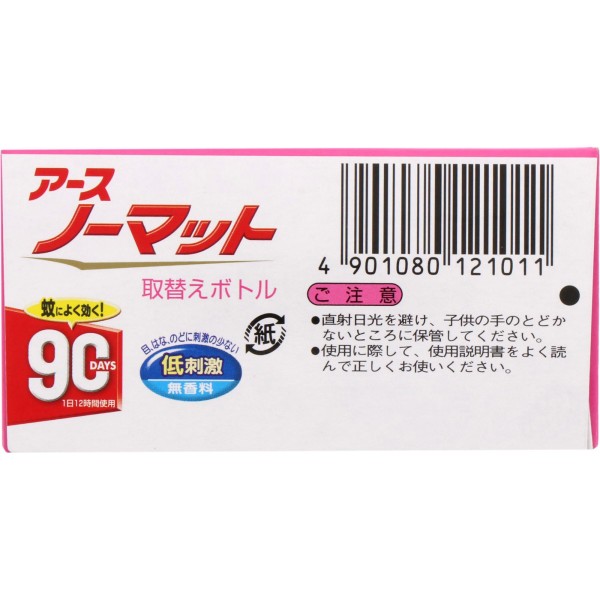 アース
ノーマット
取替えボトル
蚊によく効く!
90 DAYS
1日12時間使用
目、はな、のどに刺激の少ない
低刺激
無香料
紙
4 901080 121011
ご注意
●直射日光を避け、子供の手のとどか
ないところに保管してください。
●使用に際して、使用説明書をよく読
んで正しくお使いください。